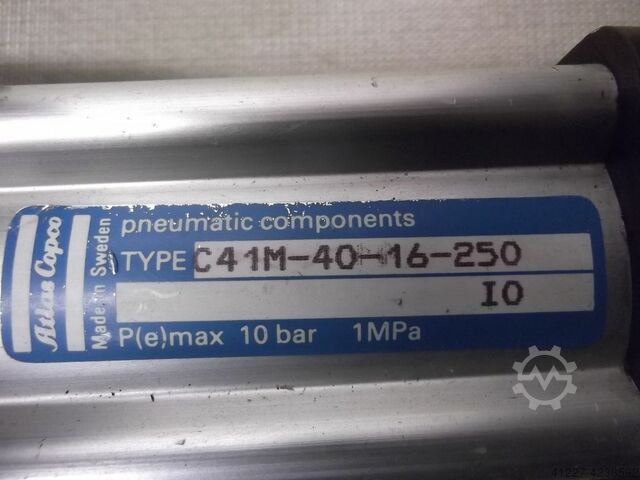 Atlas Copco
Made in Sweden
pneumatic components
TYPE C41M-40-16-250
IO
P(e)max 10 bar 1MPa